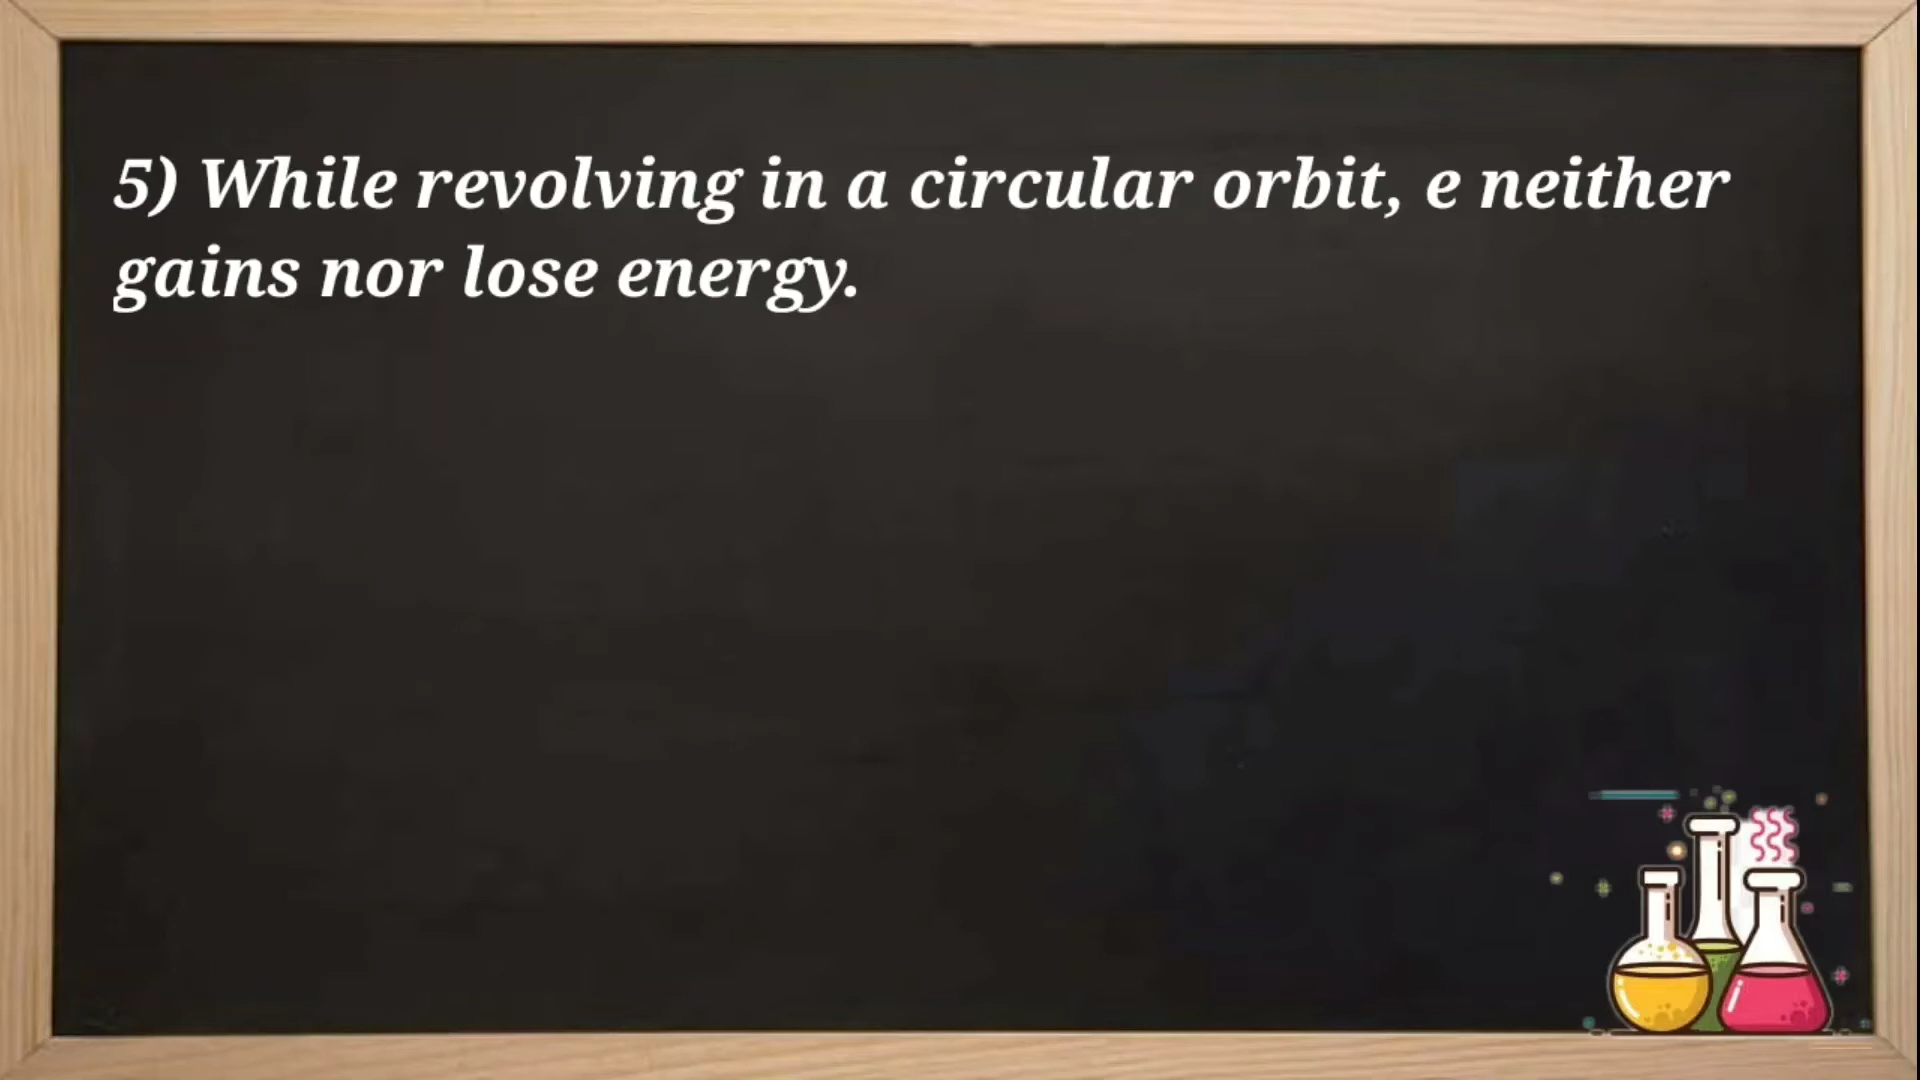 5) While revolving in a circular orbit, e neither
gains nor lose energy.